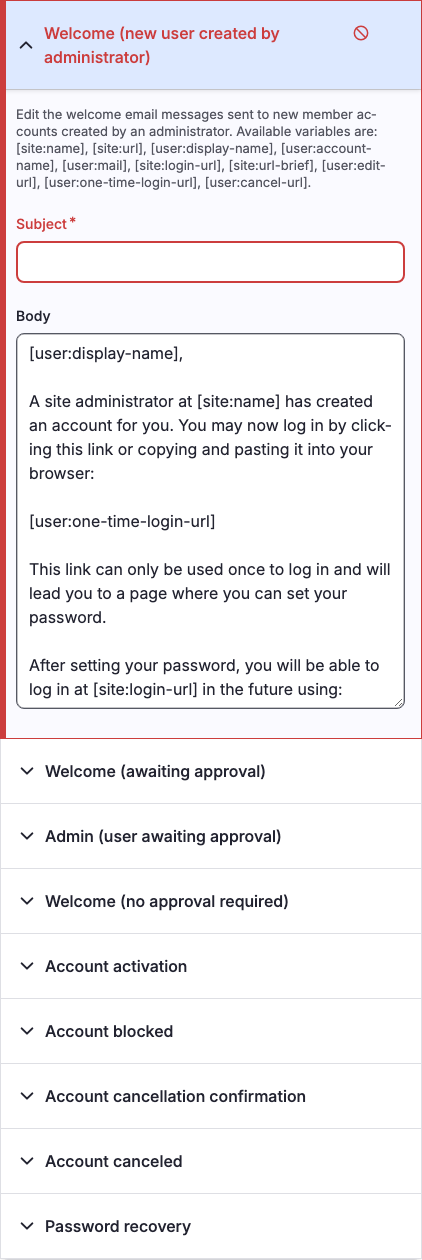 Welcome (new user created by
administrator)
Edit the welcome email messages sent to new member ac-
counts created by an administrator. Available variables are:
[site:name], [site:url], [user:display-name], [user:account-
name], [user:mail], [site:login-url], [site:url-brief], [user:edit-
url], [user:one-time-login-url], [user:cancel-url].
Subject*
Body
[user:display-name],
A site administrator at [site:name] has created
an account for you. You may now log in by click-
ing this link or copying and pasting it into your
browser:
[user:one-time-login-url]
This link can only be used once to log in and will
lead you to a page where you can set your
password.
After setting your password, you will be able to
log in at [site:login-url] in the future using:
Welcome (awaiting approval)
Admin (user awaiting approval)
Welcome (no approval required)
Account activation
Account blocked
Account cancellation confirmation
Account canceled
Password recovery